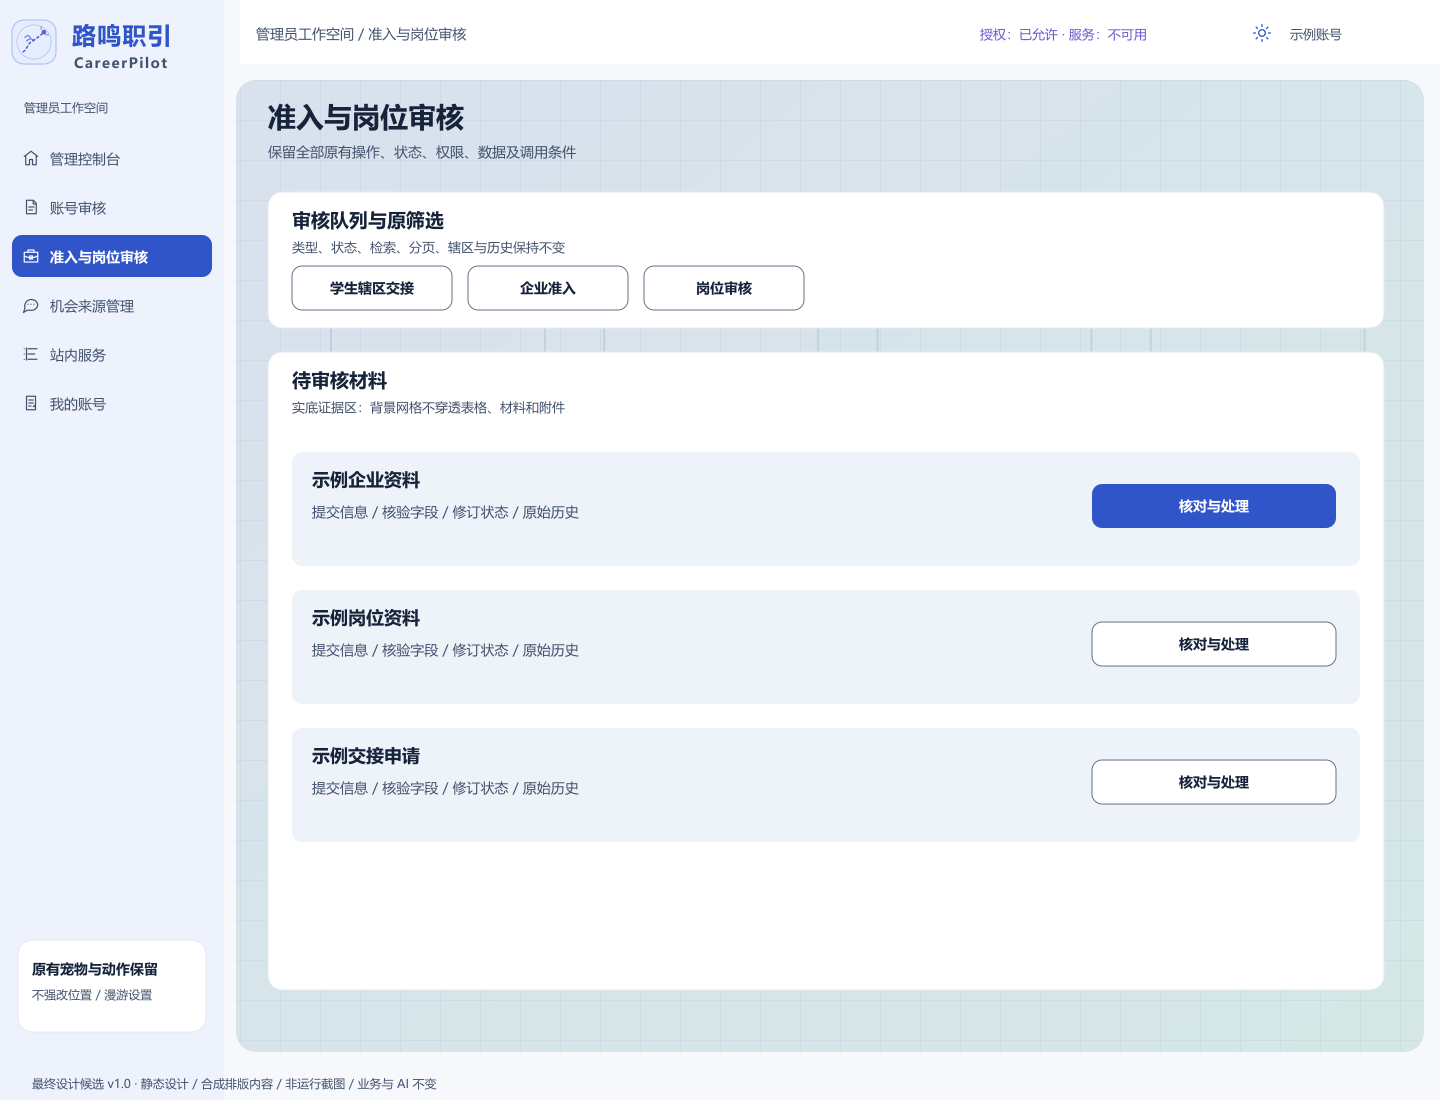 路鸣职引
CareerPilot
管理员工作空间
管理控制台
账号审核
准入与岗位审核
机会来源管理
站内服务
我的账号
原有宠物与动作保留
不强改位置 / 漫游设置
管理员工作空间 / 准入与岗位审核
授权：已允许 · 服务：不可用
示例账号
准入与岗位审核
保留全部原有操作、状态、权限、数据及调用条件
审核队列与原筛选
类型、状态、检索、分页、辖区与历史保持不变
学生辖区交接
企业准入
岗位审核
待审核材料
实底证据区：背景网格不穿透表格、材料和附件
示例企业资料
提交信息 / 核验字段 / 修订状态 / 原始历史
核对与处理
示例岗位资料
提交信息 / 核验字段 / 修订状态 / 原始历史
核对与处理
示例交接申请
提交信息 / 核验字段 / 修订状态 / 原始历史
核对与处理
最终设计候选 v1.0 · 静态设计 / 合成排版内容 / 非运行截图 / 业务与 AI 不变